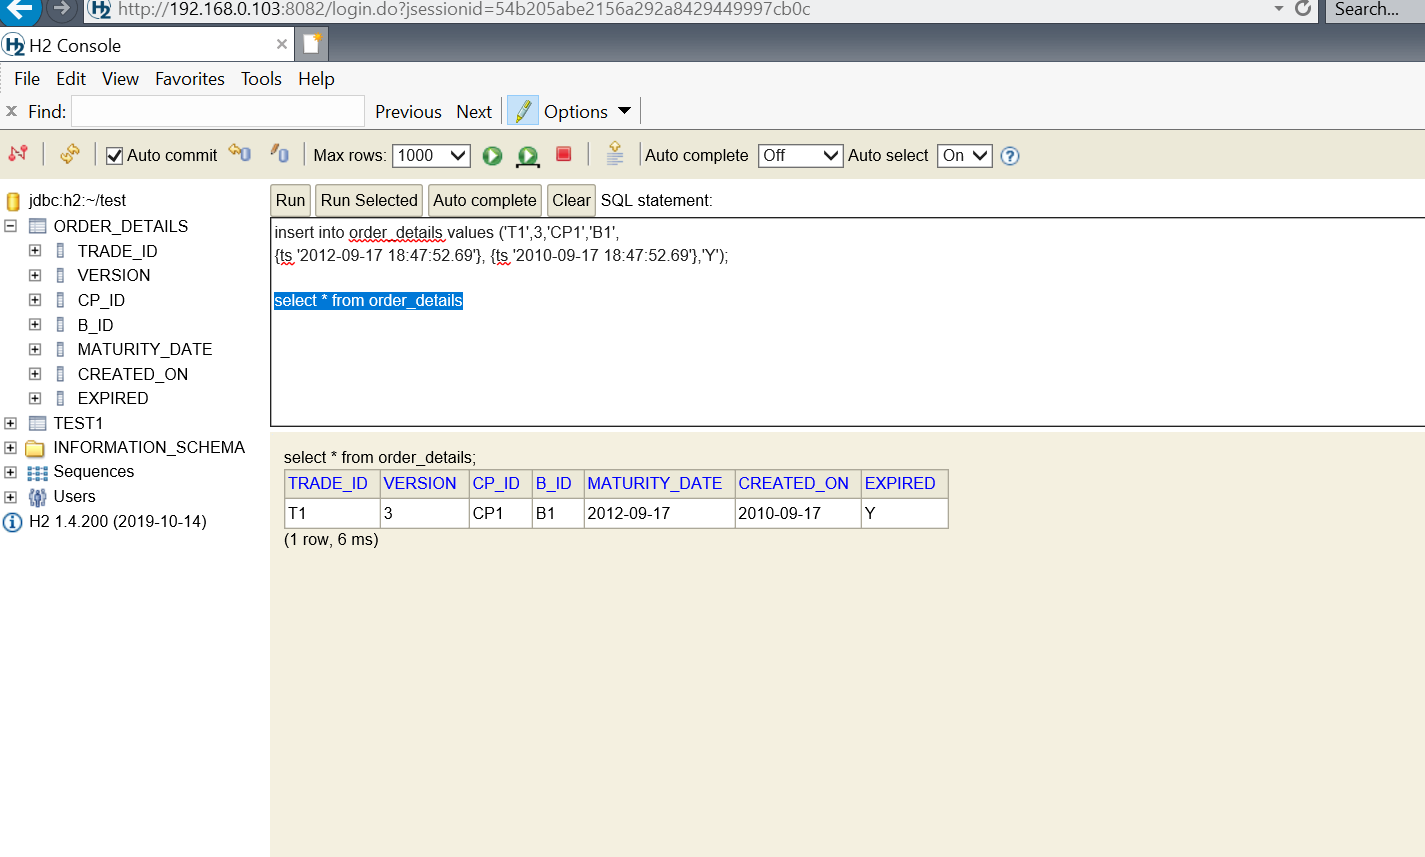 http://192.168.0.103:8082/login.do?jsessionid=54b205abe2156a292a8429449997cb0c
Search...
H2 Console
File Edit View Favorites Tools Help
x Find: Previous Next Options
Auto commit Max rows: 1000 Auto complete Off Auto select On ?
jdbc:h2:~/test
ORDER_DETAILS
TRADE_ID
VERSION
CP_ID
B_ID
MATURITY_DATE
CREATED_ON
EXPIRED
TEST1
INFORMATION_SCHEMA
Sequences
Users
H2 1.4.200 (2019-10-14)
Run Run Selected Auto complete Clear SQL statement:
insert into order_details values ('T1',3,'CP1','B1',
{ts '2012-09-17 18:47:52.69'}, {ts '2010-09-17 18:47:52.69'},'Y');
select * from order_details
select * from order_details;
TRADE_ID VERSION CP_ID B_ID MATURITY_DATE CREATED_ON EXPIRED
T1 3 CP1 B1 2012-09-17 2010-09-17 Y
(1 row, 6 ms)